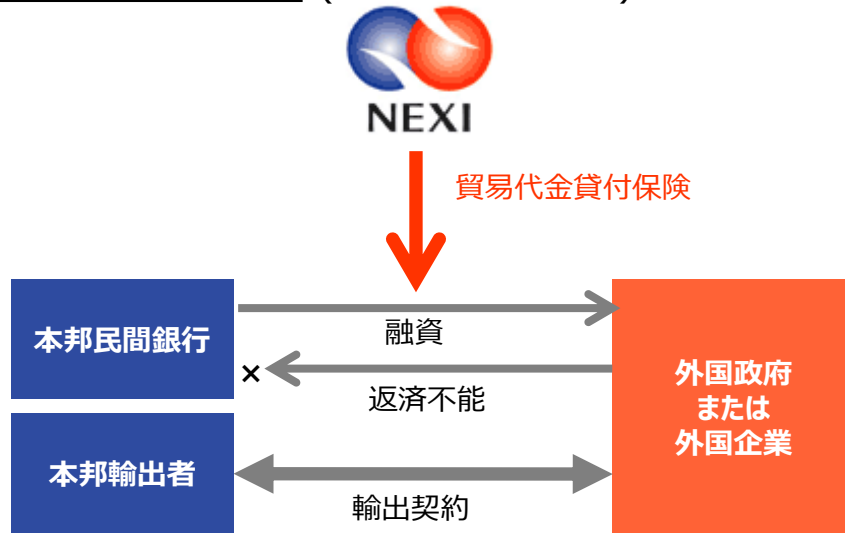 NEXI
貿易代金貸付保険
本邦民間銀行
融資
×
返済不能
外国政府
または
外国企業
本邦輸出者
輸出契約